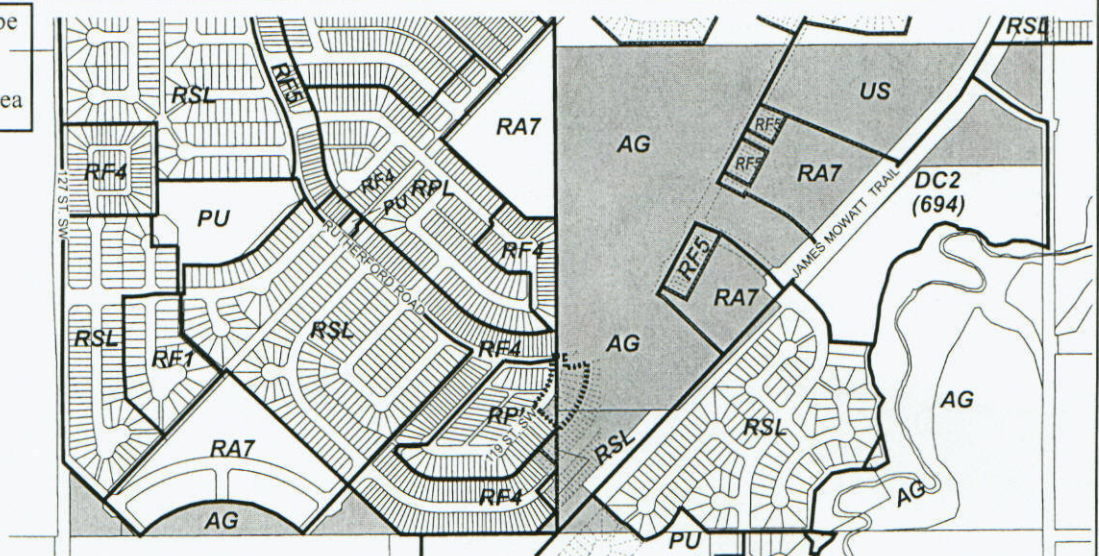 be
ea
RSL
RSL
RF5
RA7
AG
US
RF5
RF5
RA7
RF4
127 ST. SW
PU
RF4
PU
RPL
RUTHERFORD ROAD
RF4
DC2
(694)
JAMES MOWATT TRAIL
RF5
RA7
RSL
RF1
RSL
RF4
AG
RSL
RSL
AG
RA7
RF4
AG
AG
PU